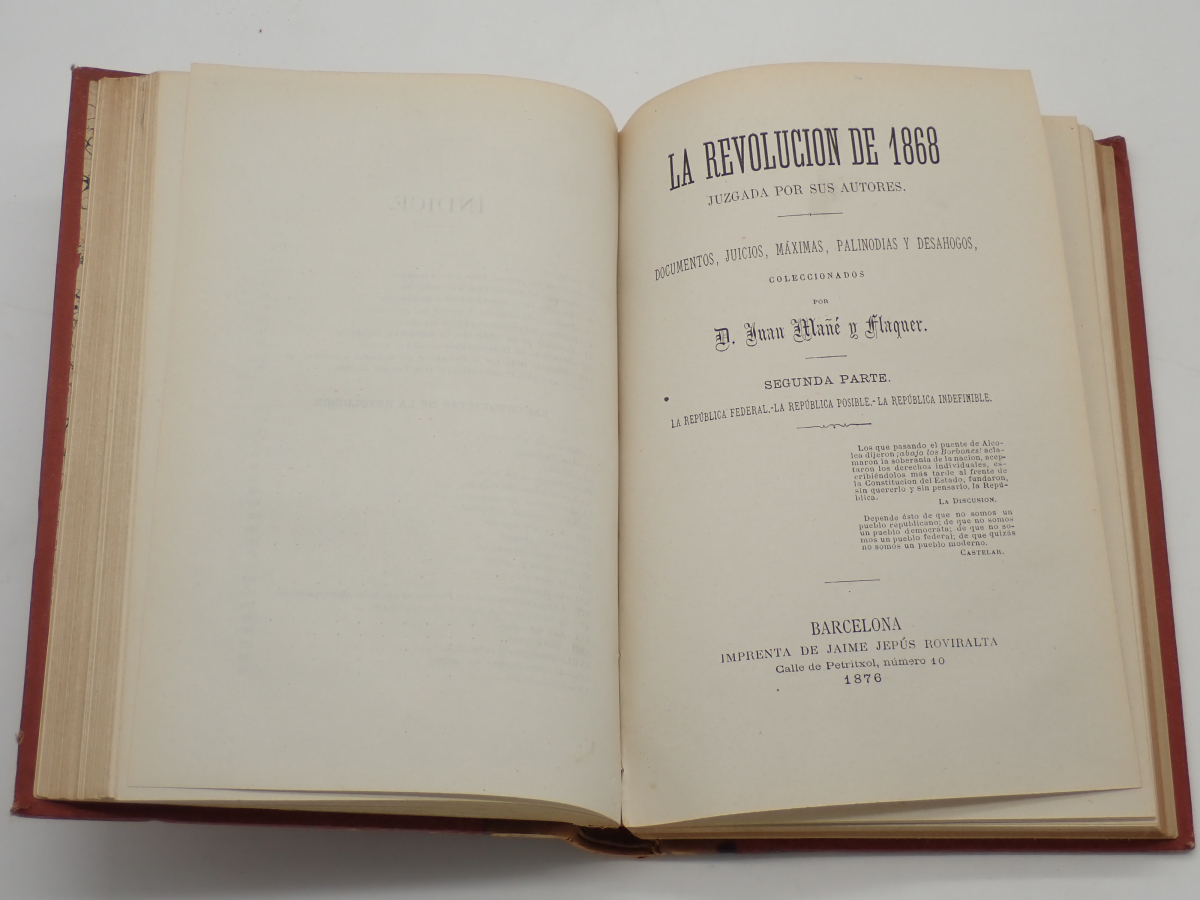 LA REVOLUCION DE 1868
JUZGADA POR SUS AUTORES.
DOCUMENTOS, JUICIOS, MÁXIMAS, PALINODIAS Y DESAHOGOS,
COLECCIONADOS
POR
D. Juan Mañé y Flaquer.
SEGUNDA PARTE.
LA REPÚBLICA FEDERAL.-LA REPÚBLICA POSIBLE.-LA REPÚBLICA INDEFINIBLE.
Los que pasando el puente de Alco-
lea dijeron ¡abajo los Borbones! acla-
maron la soberanía de la nacion, acep-
taron los derechos individuales, es-
cribiéndolos más tarde al frente de
la Constitucion del Estado, fundaron,
sin quererlo y sin pensarlo, la Repú-
blica.
LA DISCUSION.
Depende ésto de que no somos un
pueblo republicano; de que no somos
un pueblo demócrata; de que no so-
mos un pueblo federal; de que quizás
no somos un pueblo moderno.
CASTELAR.
BARCELONA
IMPRENTA DE JAIME JEPÚS ROVIRALTA
Calle de Petritxol, número 10
1876